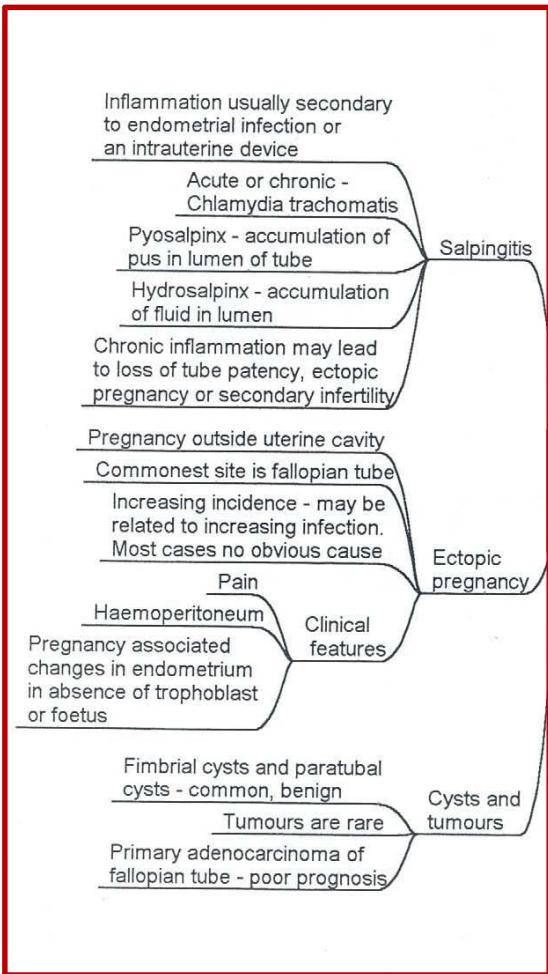 Inflammation usually secondary
to endometrial infection or
an intrauterine device
Acute or chronic -
Chlamydia trachomatis
Pyosalpinx - accumulation of
pus in lumen of tube
Hydrosalpinx - accumulation
of fluid in lumen
Chronic inflammation may lead
to loss of tube patency, ectopic
pregnancy or secondary infertility
Salpingitis
Pregnancy outside uterine cavity
Commonest site is fallopian tube
Increasing incidence - may be
related to increasing infection.
Most cases no obvious cause
Pain
Haemoperitoneum
Pregnancy associated
changes in endometrium
in absence of trophoblast
or foetus
Clinical
features
Ectopic
pregnancy
Fimbrial cysts and paratubal
cysts - common, benign
Tumours are rare
Primary adenocarcinoma of
fallopian tube - poor prognosis
Cysts and
tumours